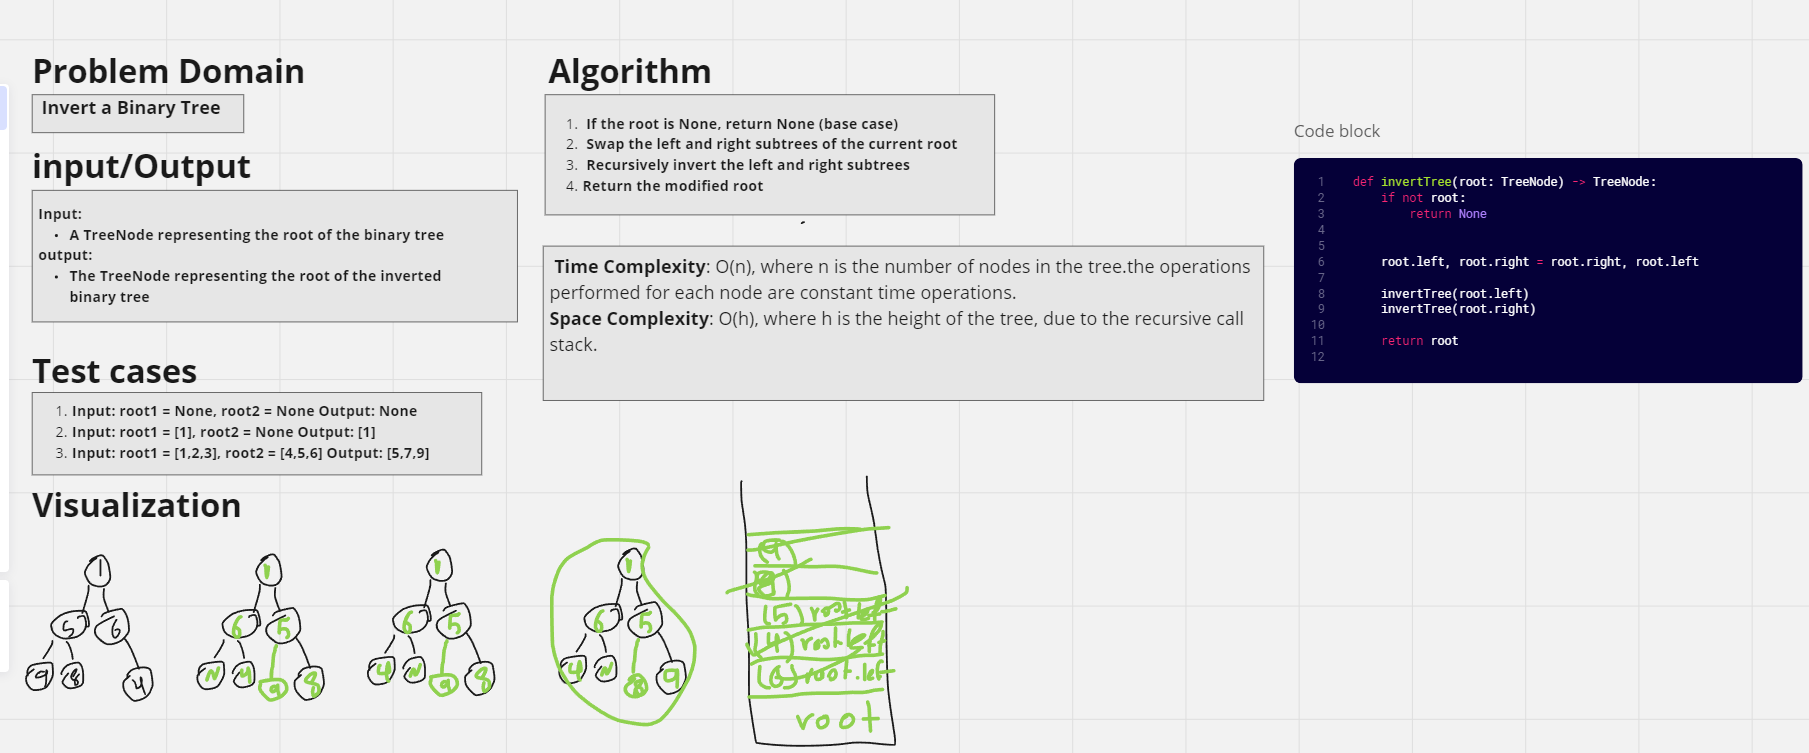 Problem Domain
Invert a Binary Tree
input/Output
Input:
• A TreeNode representing the root of the binary tree
output:
• The TreeNode representing the root of the inverted
binary tree
Test cases
1. Input: root1 = None, root2 = None Output: None
2. Input: root1 = [1], root2 = None Output: [1]
3. Input: root1 = [1,2,3], root2 = [4,5,6] Output: [5,7,9]
Visualization
1
5 6
9 8 4
1
6 5
N 4 9 8
1
6 5
4 N 9 8
1
6 5
4 N 8 9
(9)
(8)
(5) root.lef
(4) root.left
(6) root.lef
root
Algorithm
1. If the root is None, return None (base case)
2. Swap the left and right subtrees of the current root
3. Recursively invert the left and right subtrees
4. Return the modified root
Time Complexity: O(n), where n is the number of nodes in the tree.the operations
performed for each node are constant time operations.
Space Complexity: O(h), where h is the height of the tree, due to the recursive call
stack.
Code block
1 def invertTree(root: TreeNode) -> TreeNode:
2 if not root:
3 return None
4
5
6 root.left, root.right = root.right, root.left
7
8 invertTree(root.left)
9 invertTree(root.right)
10
11 return root
12